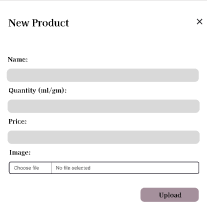 New Product ×
Name:
Quantity (ml/gm):
Price:
Image:
Choose file No file selected
Upload